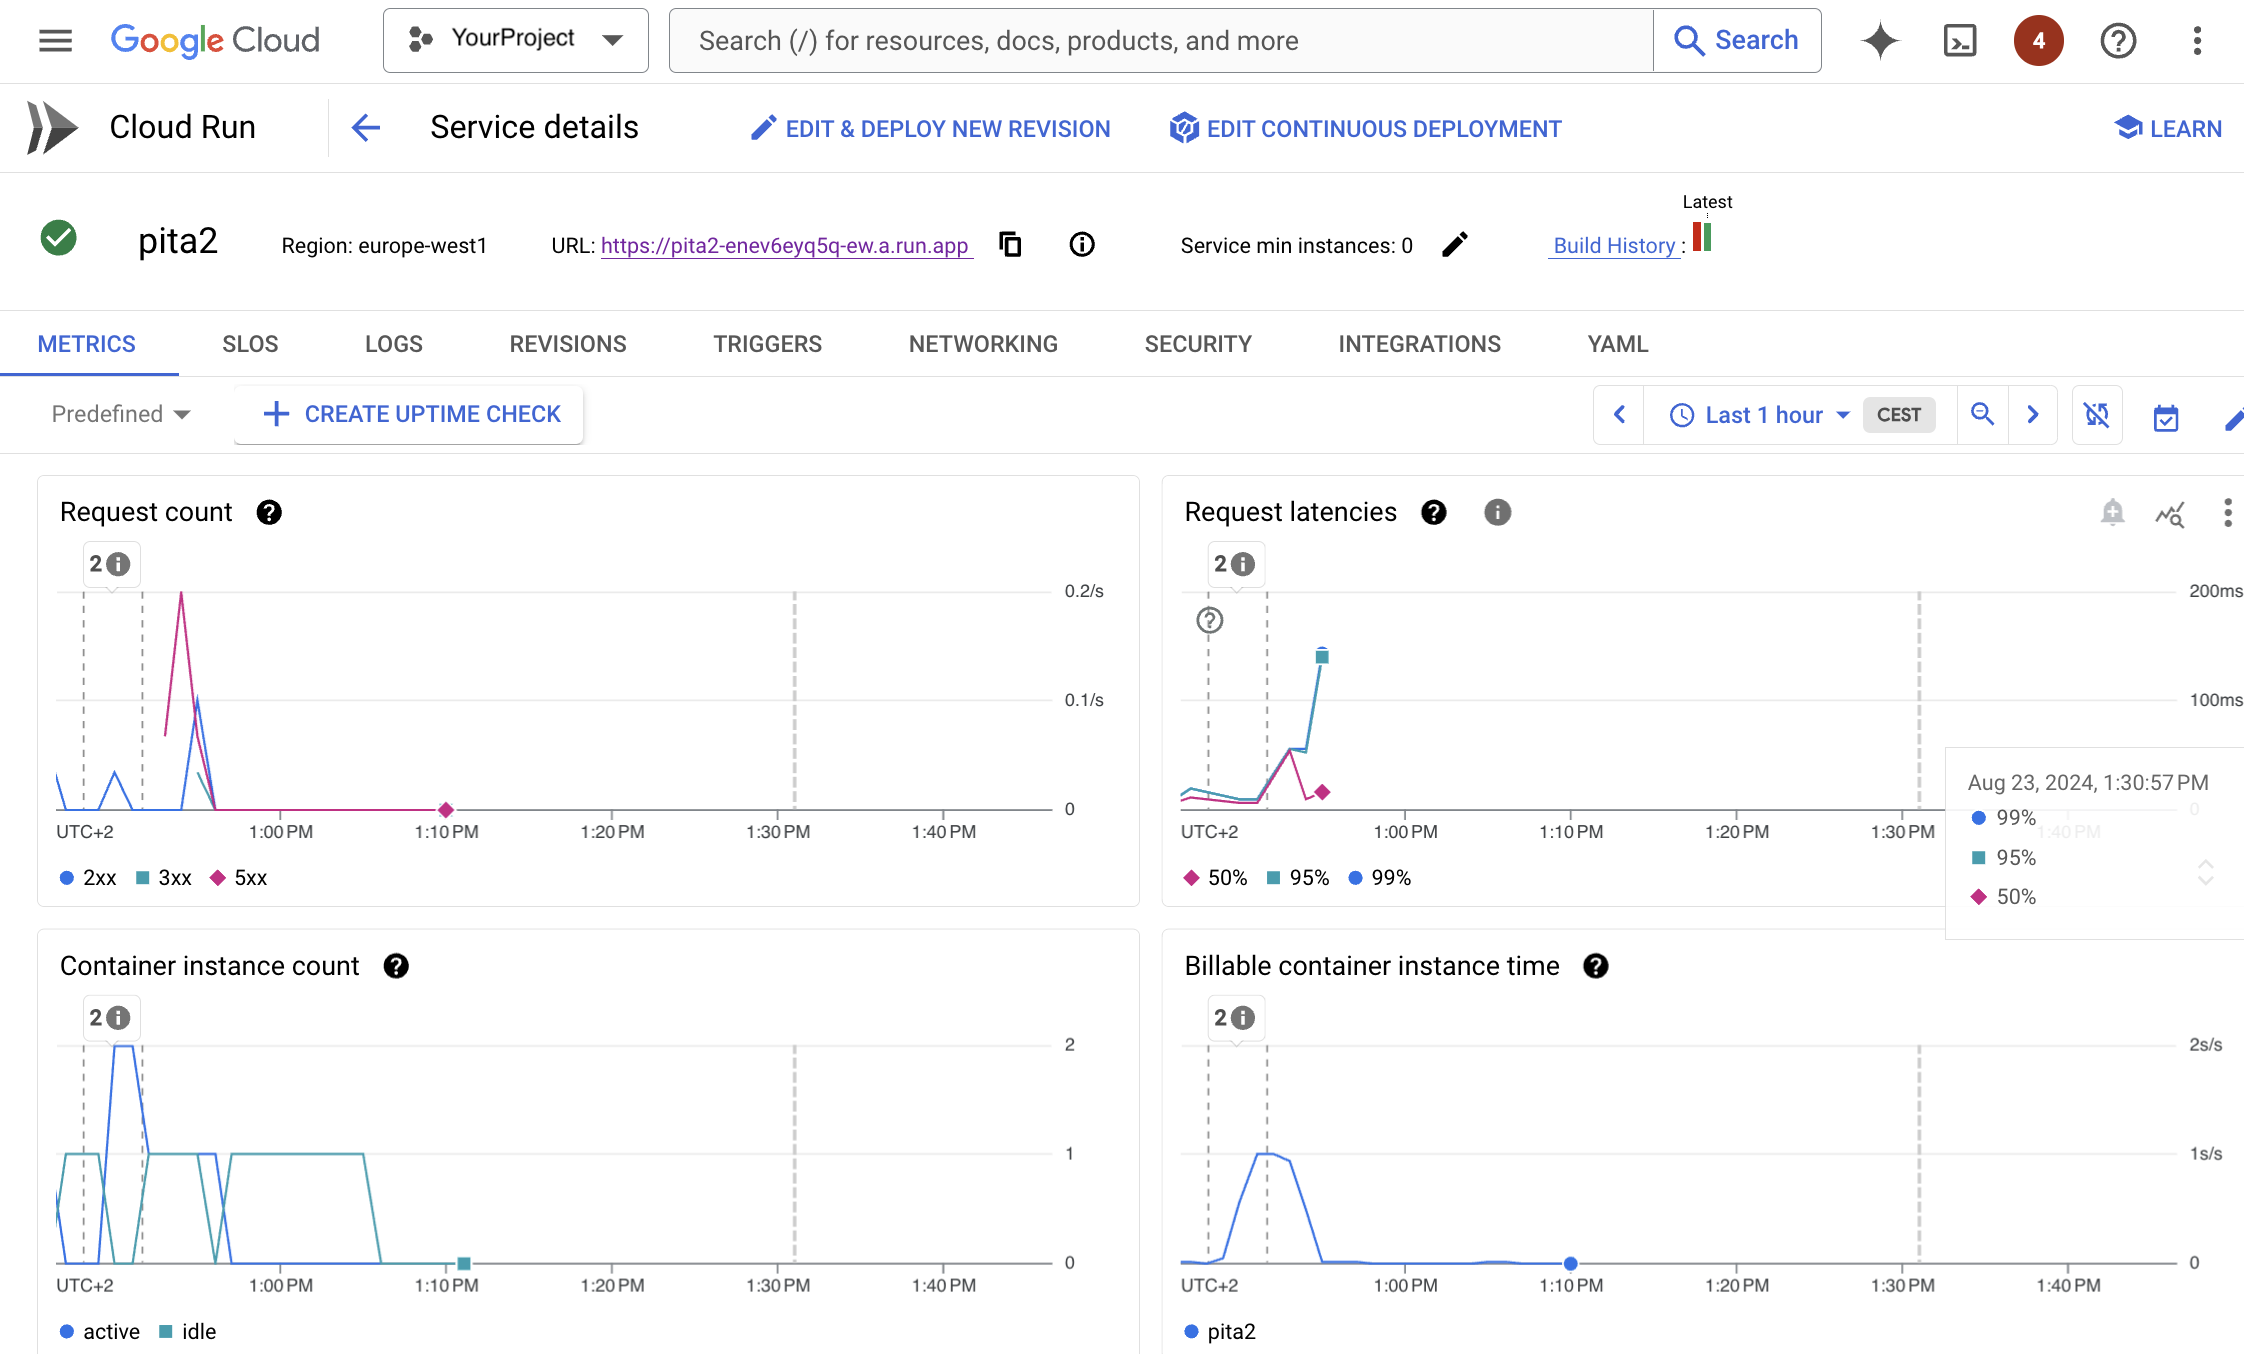 Google Cloud
YourProject
Search (/) for resources, docs, products, and more
Search
4
Cloud Run
Service details
EDIT & DEPLOY NEW REVISION
EDIT CONTINUOUS DEPLOYMENT
LEARN
pita2
Region: europe-west1
URL: https://pita2-enev6eyq5q-ew.a.run.app
Service min instances: 0
Build History :
Latest
METRICS
SLOS
LOGS
REVISIONS
TRIGGERS
NETWORKING
SECURITY
INTEGRATIONS
YAML
Predefined
CREATE UPTIME CHECK
Last 1 hour
CEST
Request count
2
0.2/s
0.1/s
0
UTC+2
1:00 PM
1:10 PM
1:20 PM
1:30 PM
1:40 PM
2xx
3xx
5xx
Request latencies
2
200ms
100ms
0
UTC+2
1:00 PM
1:10 PM
1:20 PM
1:30 PM
1:40 PM
50%
95%
99%
Aug 23, 2024, 1:30:57 PM
99%
95%
50%
Container instance count
2
2
1
0
UTC+2
1:00 PM
1:10 PM
1:20 PM
1:30 PM
1:40 PM
active
idle
Billable container instance time
2
2s/s
1s/s
0
UTC+2
1:00 PM
1:10 PM
1:20 PM
1:30 PM
1:40 PM
pita2